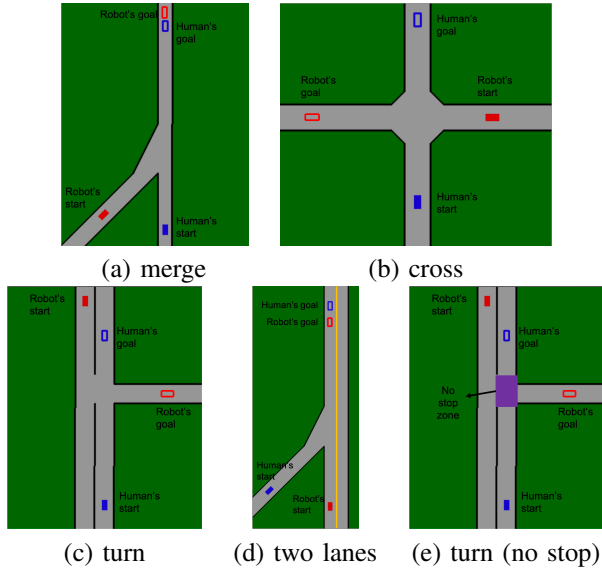 Robot's goal
Human's
goal
Robot's
start
Human's
start
(a) merge
Human's
goal
Robot's
goal
Robot's
start
Human's
start
(b) cross
Robot's
start
Human's
goal
Robot's
goal
Human's
start
(c) turn
Human's goal
Robot's goal
Human's
start
Robot's
start
(d) two lanes
Robot's
start
Human's
goal
No
stop
zone
Robot's
goal
Human's
start
(e) turn (no stop)